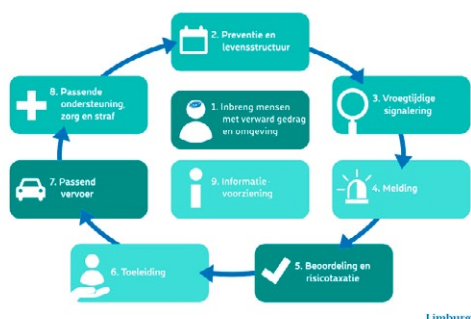 2. Preventie en
levensstructuur
8. Passende
ondersteuning,
zorg en straf
1. Inbreng mensen
met verward gedrag
en omgeving
3. Vroegtijdige
signalering
7. Passend
vervoer
9. Informatie-
voorziening
4. Melding
6. Toeleiding
5. Beoordeling en
risicotaxatie
Limburg